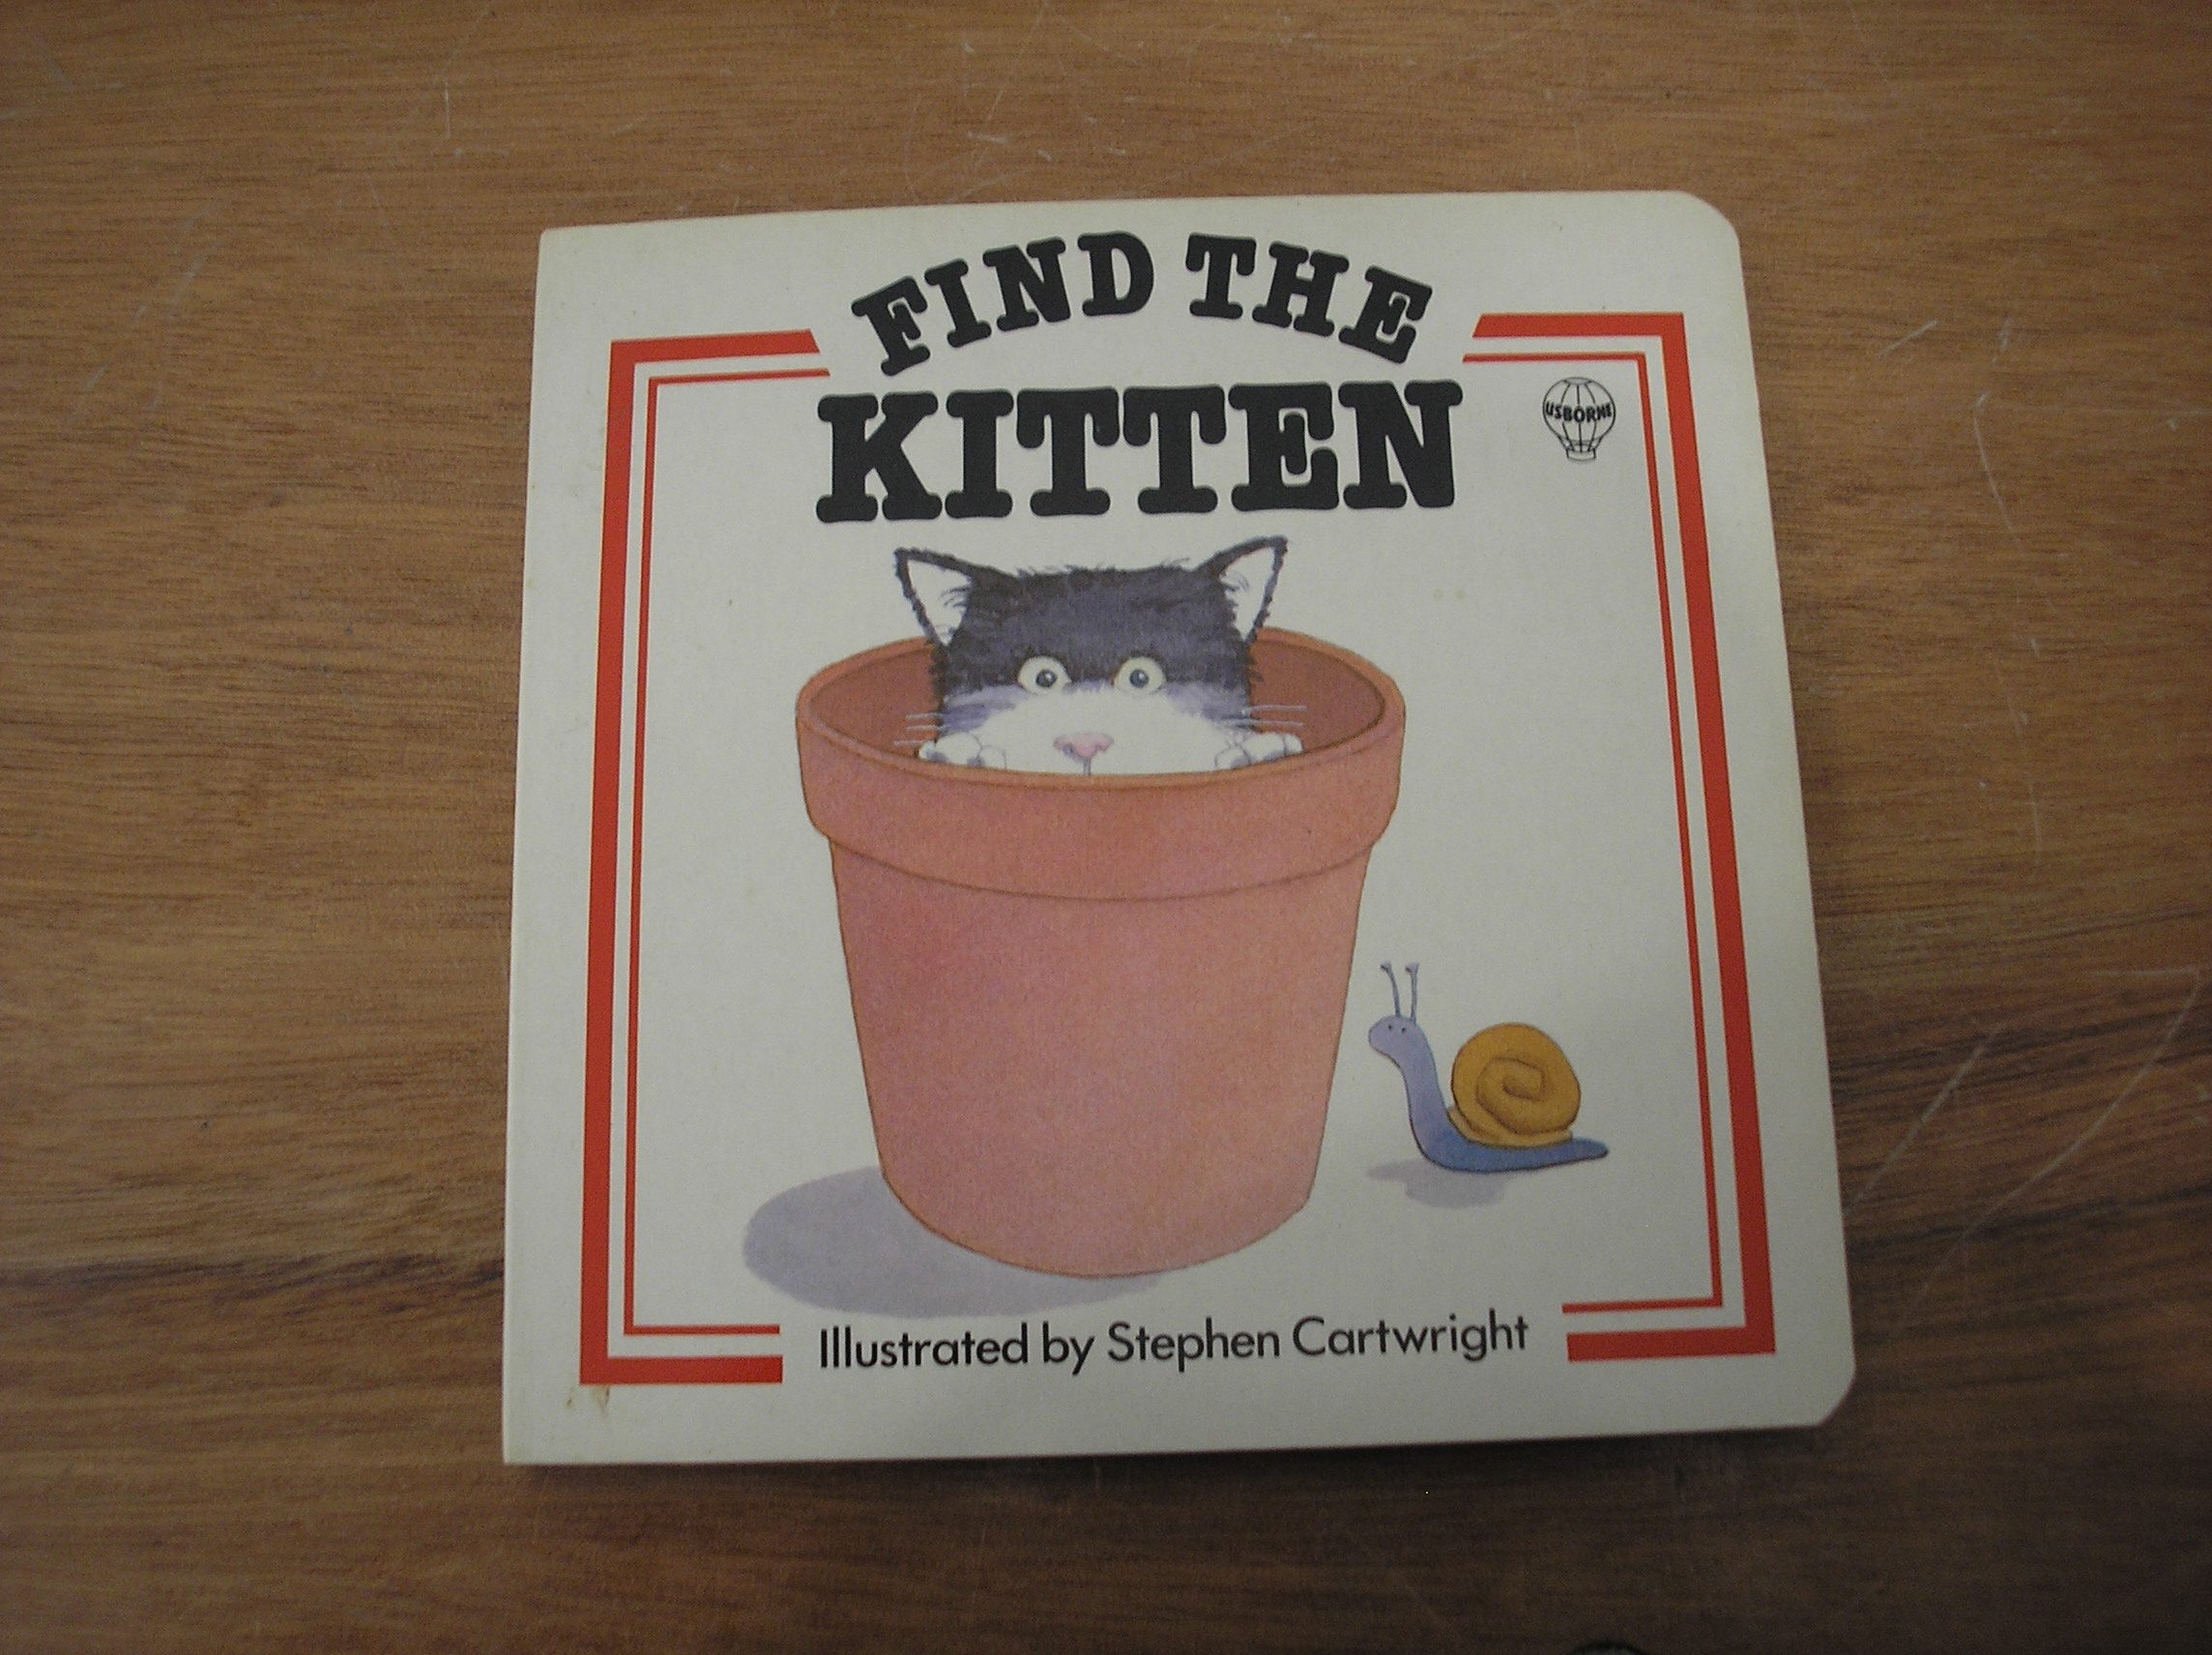 FIND THE
KITTEN
USBORNE
Illustrated by Stephen Cartwright